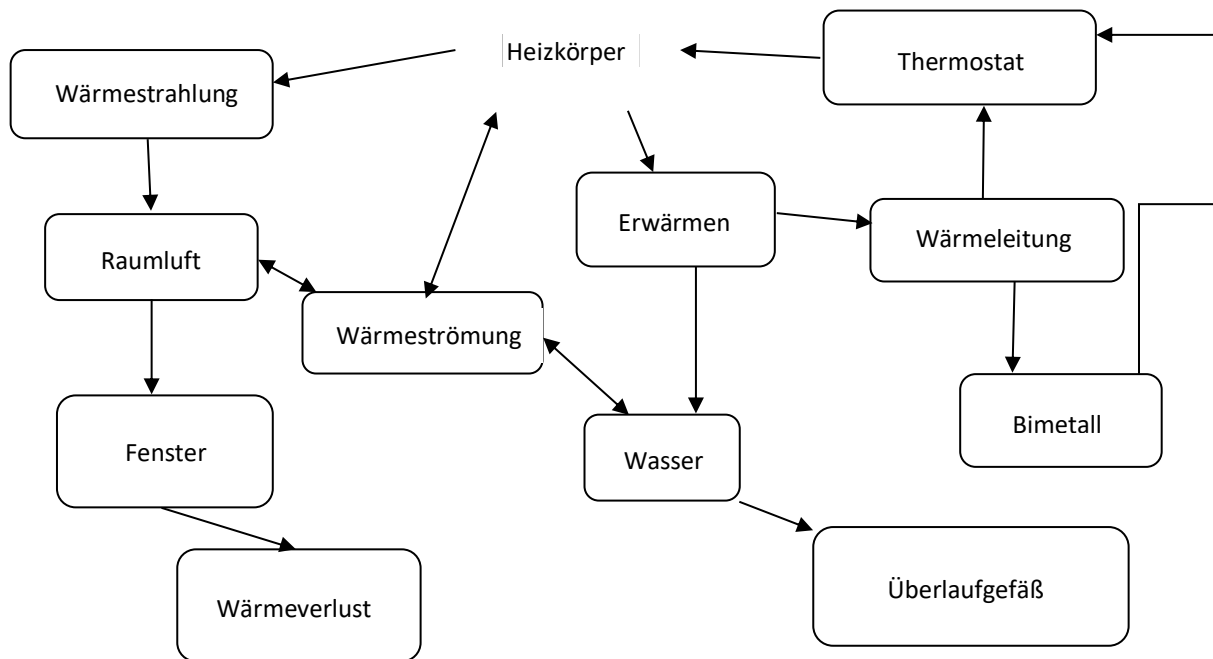 Heizkörper
Thermostat
Wärmestrahlung
Erwärmen
Wärmeleitung
Raumluft
Wärmeströmung
Bimetall
Fenster
Wasser
Überlaufgefäß
Wärmeverlust